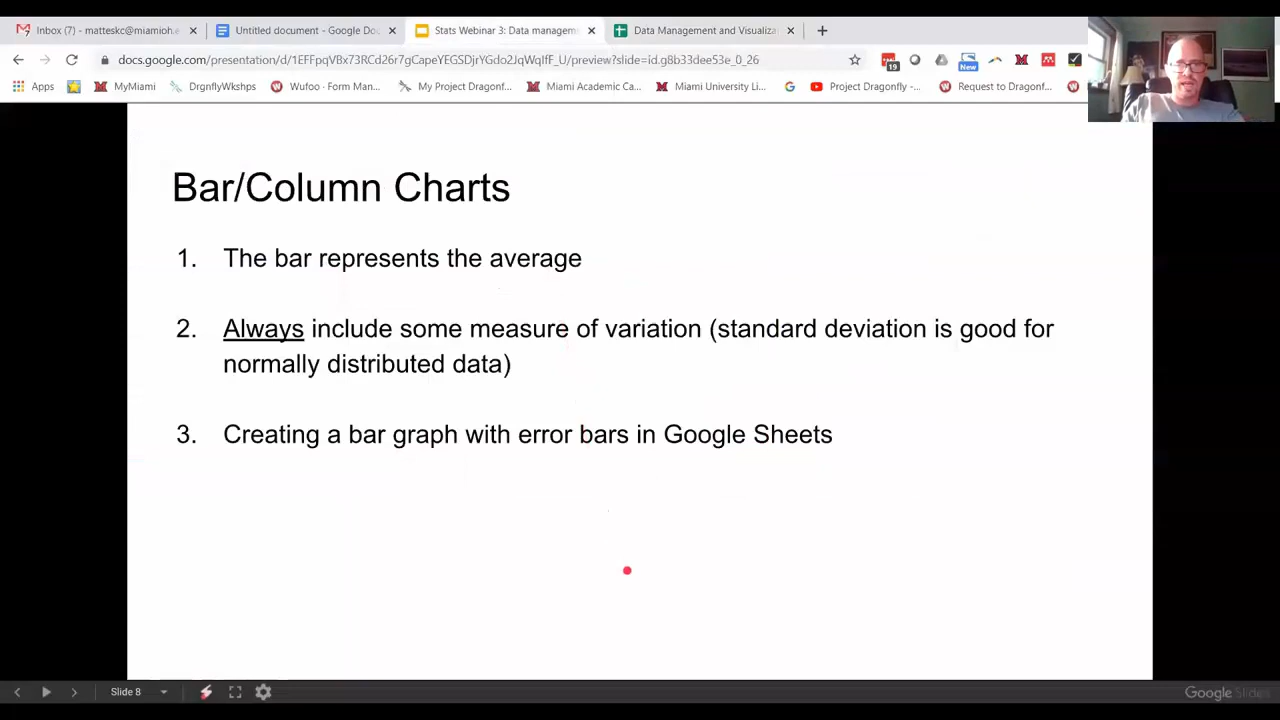 Inbox (7) - matteskc@miamioh.e
Untitled document - Google Doc
Stats Webinar 3: Data managem
Data Management and Visualiza
docs.google.com/presentation/d/
preview?slide=id.g8b33dee53e_0_26
19
New
Apps
MyMiami
DrgnflyWkshps
Wufoo - Form Man...
My Project Dragonf...
Miami Academic Ca...
Miami University Li...
Project Dragonfly -...
Request to Dragonf...
Bar/Column Charts
1. The bar represents the average
2. Always include some measure of variation (standard deviation is good for
normally distributed data)
3. Creating a bar graph with error bars in Google Sheets
Slide 8
Google Slides